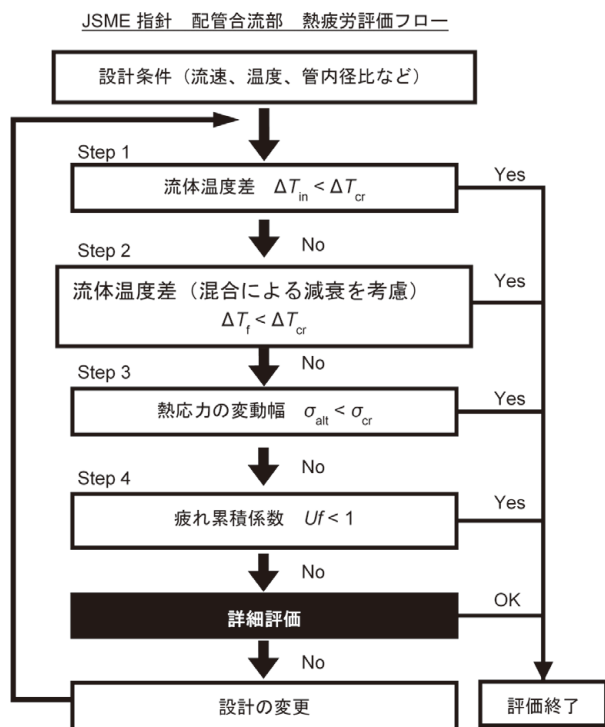 JSME 指針　配管合流部　熱疲労評価フロー
設計条件（流速、温度、管内径比など）
Step 1
流体温度差　ΔTin < ΔTcr
Yes
No
Step 2
流体温度差（混合による減衰を考慮）
ΔTf < ΔTcr
Yes
No
Step 3
熱応力の変動幅　σalt < σcr
Yes
No
Step 4
疲れ累積係数　Uf < 1
Yes
No
詳細評価
OK
No
設計の変更
評価終了